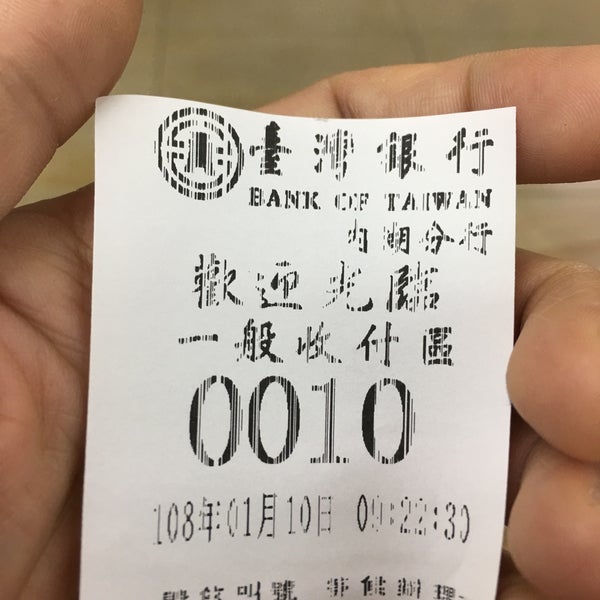 臺灣銀行
BANK OF TAIWAN
內湖分行
歡迎光臨
一般收付區
0010
108年01月10日 09:22:30